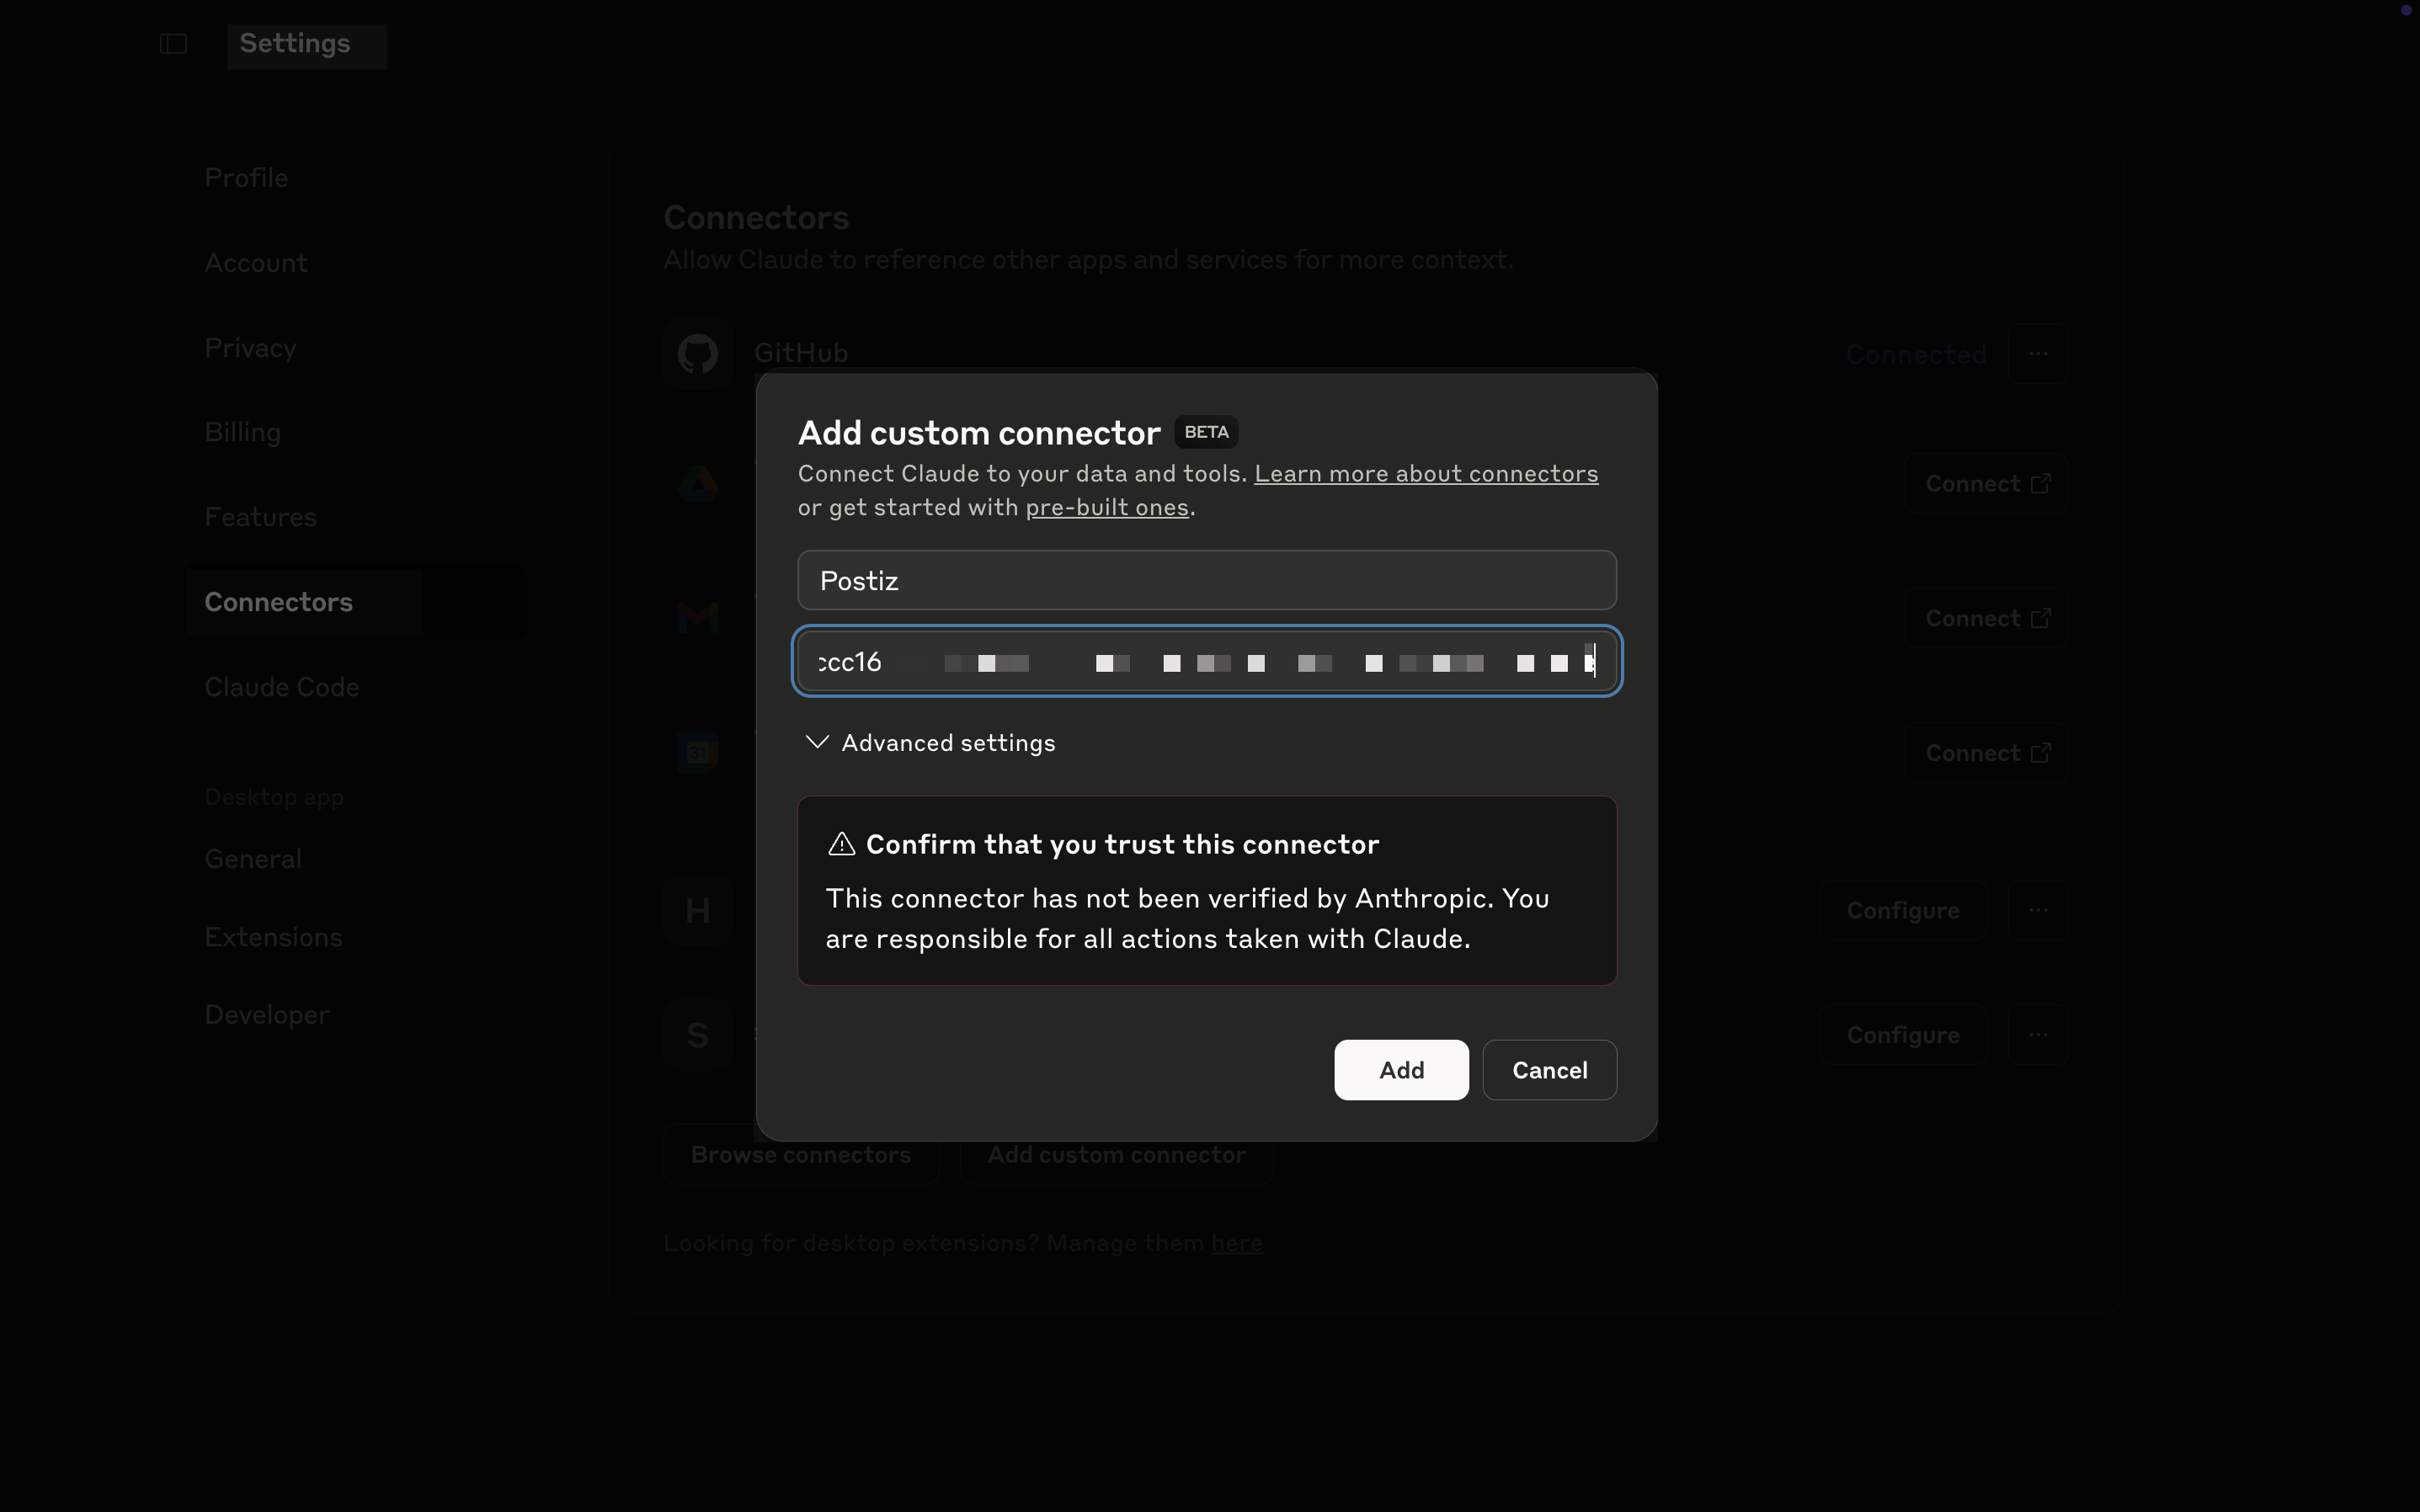 Settings
Profile
Account
Privacy
Billing
Features
Connectors
Claude Code
Desktop app
General
Extensions
Developer
Connectors
Allow Claude to reference other apps and services for more context.
GitHub
Connected
Connect
Connect
31
Connect
H
Configure
S
Configure
Add custom connector BETA
Connect Claude to your data and tools. Learn more about connectors
or get started with pre-built ones.
Postiz
ccc16
Advanced settings
Confirm that you trust this connector
This connector has not been verified by Anthropic. You
are responsible for all actions taken with Claude.
Add Cancel
Browse connectors Add custom connector
Looking for desktop extensions? Manage them here